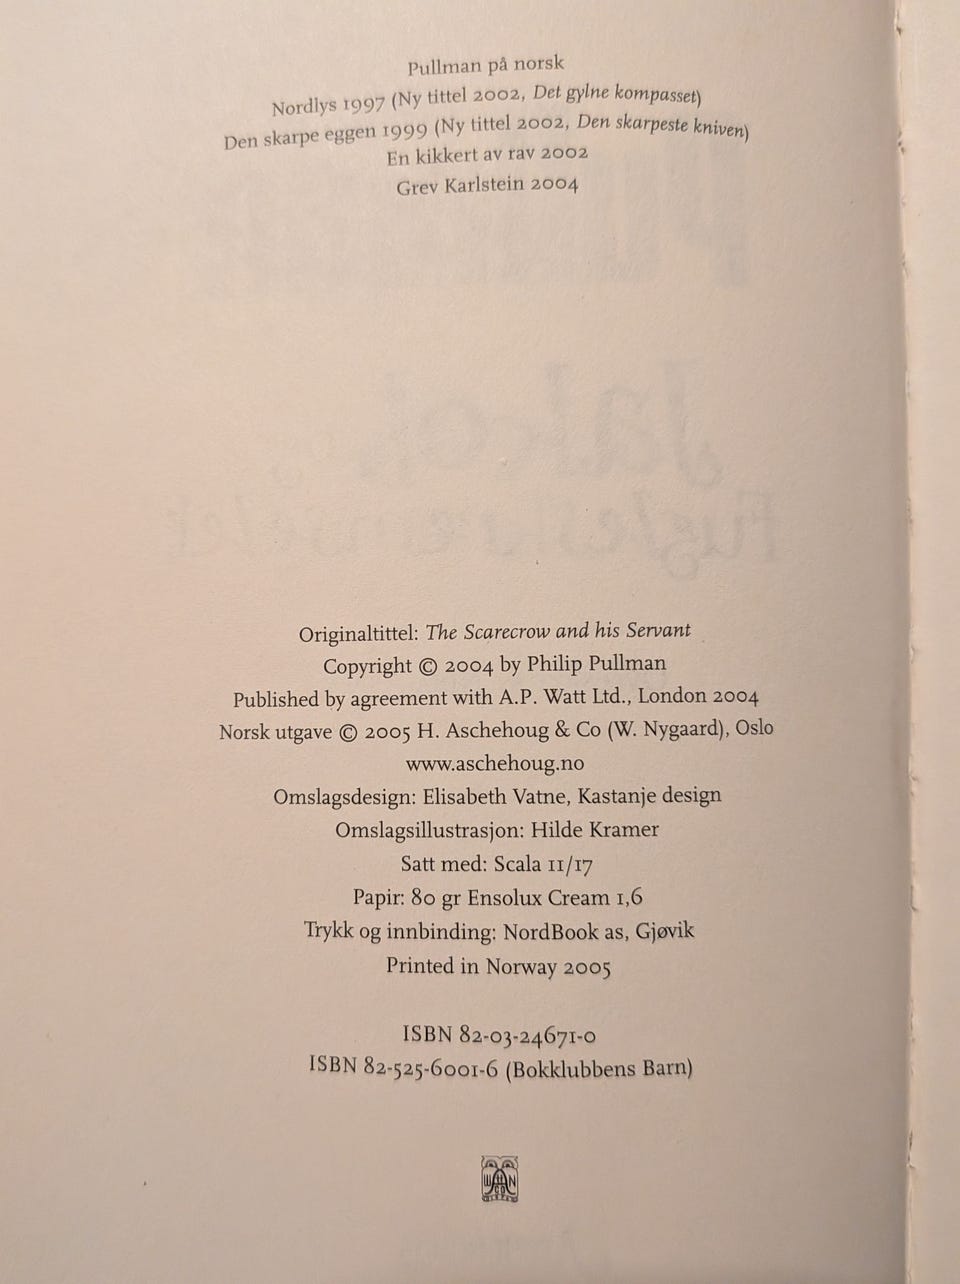 Pullman på norsk
Nordlys 1997 (Ny tittel 2002, Det gylne kompasset)
Den skarpe eggen 1999 (Ny tittel 2002, Den skarpeste kniven)
En kikkert av rav 2002
Grev Karlstein 2004
Originaltittel: The Scarecrow and his Servant
Copyright © 2004 by Philip Pullman
Published by agreement with A.P. Watt Ltd., London 2004
Norsk utgave © 2005 H. Aschehoug & Co (W. Nygaard), Oslo
www.aschehoug.no
Omslagsdesign: Elisabeth Vatne, Kastanje design
Omslagsillustrasjon: Hilde Kramer
Satt med: Scala 11/17
Papir: 80 gr Ensolux Cream 1,6
Trykk og innbinding: NordBook as, Gjøvik
Printed in Norway 2005
ISBN 82-03-24671-0
ISBN 82-525-6001-6 (Bokklubbens Barn)